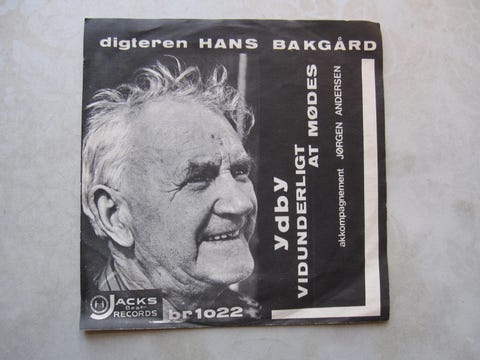 digteren HANS BAKGÅRD
Ydby
VIDUNDERLIGT
AT MØDES
akkompagnement JØRGEN ANDERSEN
JACKS
Beat
RECORDS
br1022